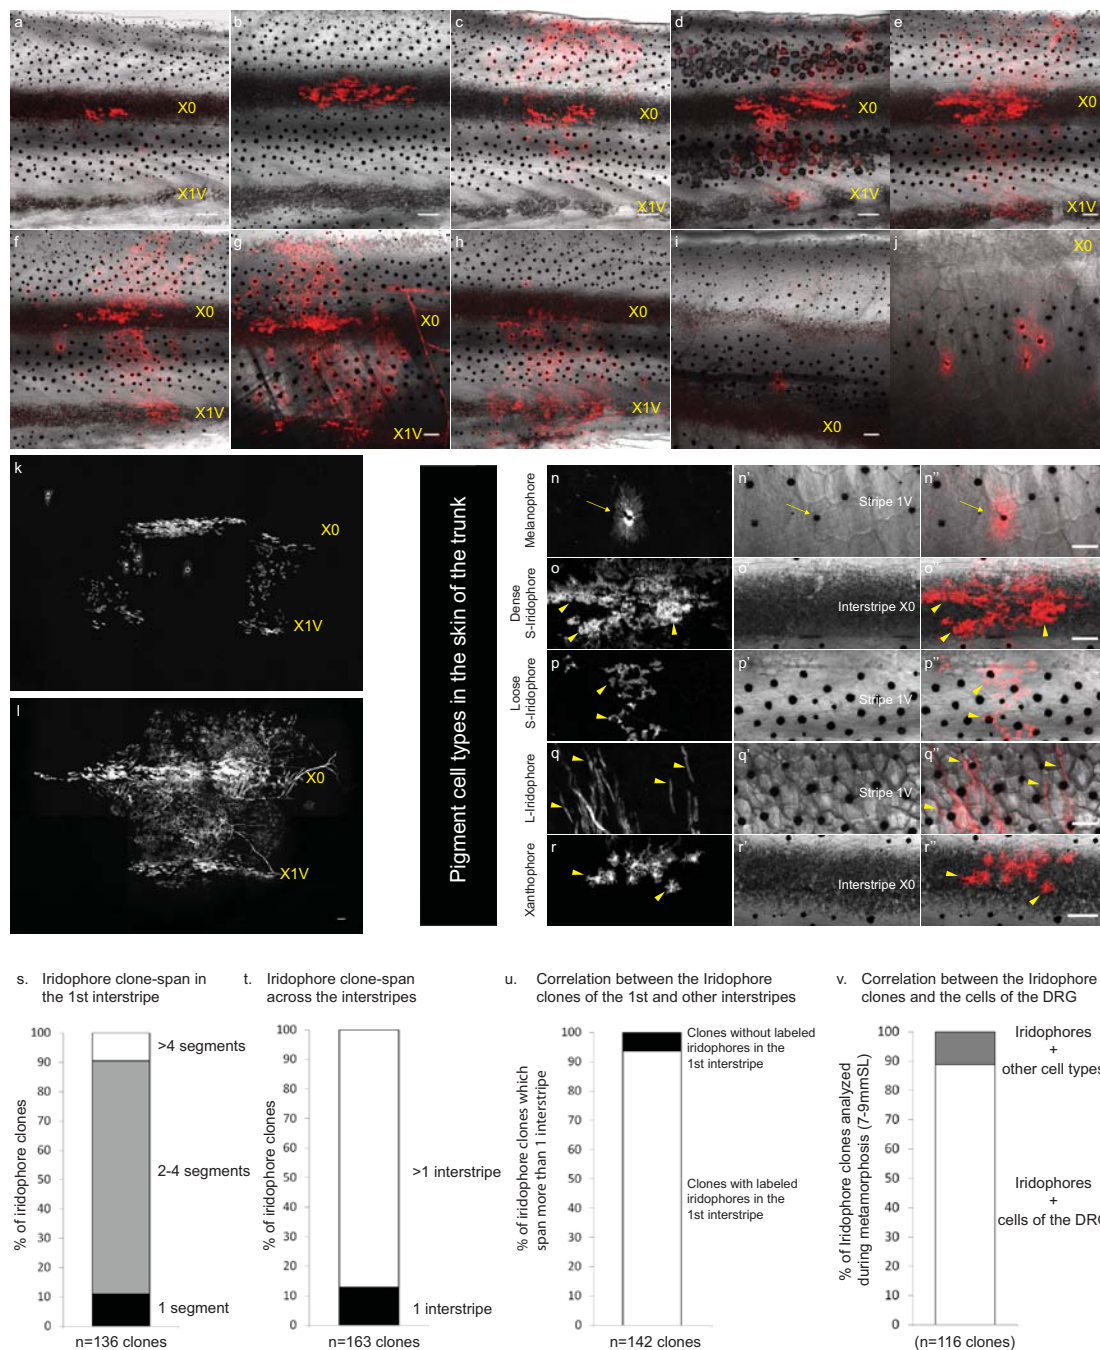 a
b
c
d
e
X0
X0
X0
X0
X0
X1V
X1V
X1V
X1V
f
g
h
i
j
X0
X0
X0
X0
X0
X1V
X1V
k
X0
X1V
l
X0
X1V
Pigment cell types in the skin of the trunk
Melanophore
n
n'
Stripe 1V
n''
Dense
S-Iridophore
o
o'
Interstripe X0
o''
Loose
S-Iridophore
p
p'
Stripe 1V
p''
L-Iridophore
q
q'
Stripe 1V
q''
Xanthophore
r
r'
Interstripe X0
r''
s. Iridophore clone-span in
the 1st interstripe
% of iridophore clones
100
90
80
70
60
50
40
30
20
10
0
>4 segments
2-4 segments
1 segment
n=136 clones
t. Iridophore clone-span
across the interstripes
% of iridophore clones
100
90
80
70
60
50
40
30
20
10
0
>1 interstripe
1 interstripe
n=163 clones
u. Correlation between the Iridophore
clones of the 1st and other interstripes
% of iridophore clones which
span more than 1 interstripe
100
90
80
70
60
50
40
30
20
10
0
Clones without labeled
iridophores in the
1st interstripe
Clones with labeled
iridophores in the
1st interstripe
n=142 clones
v. Correlation between the Iridophore
clones and the cells of the DRG
% of Iridophore clones analyzed
during metamorphosis (7-9mmSL)
100
90
80
70
60
50
40
30
20
10
0
Iridophores
+
other cell types
Iridophores
+
cells of the DRG
(n=116 clones)